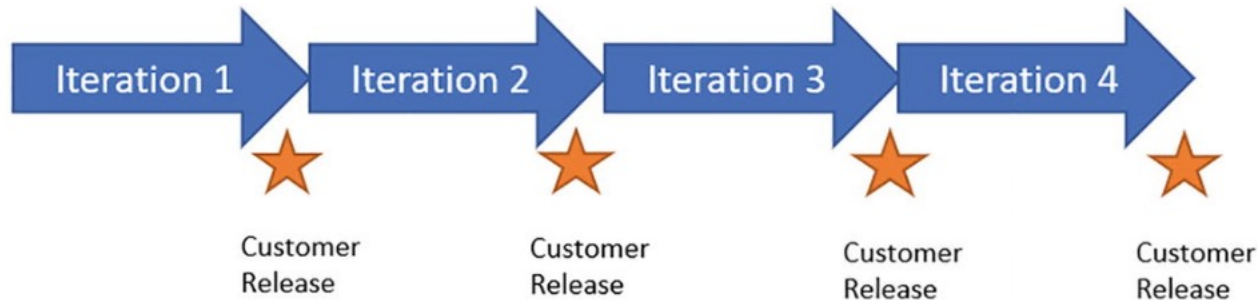 Iteration 1
Iteration 2
Iteration 3
Iteration 4
Customer
Release
Customer
Release
Customer
Release
Customer
Release